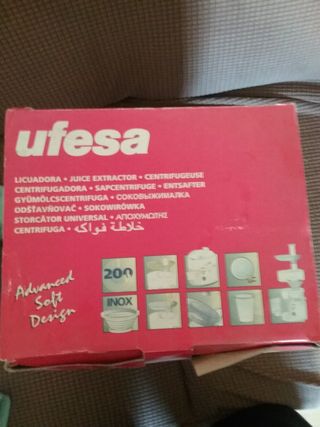 ufesa
LICUADORA • JUICE EXTRACTOR • CENTRIFUGEUSE
CENTRIFUGADORA • SAPCENTRIFUGE • ENTSAFTER
GYÜMÖLCSCENTRIFUGA • СОКОВЫЖИМАЛКА
ODŠŤAVŇOVAČ • SOKOWIRÓWKA
STORCĂTOR UNIVERSAL • ΑΠΟΧΥΜΩΤΗΣ
CENTRIFUGA • خلاطة فواكه
Advanced
Soft
Design
200
INOX